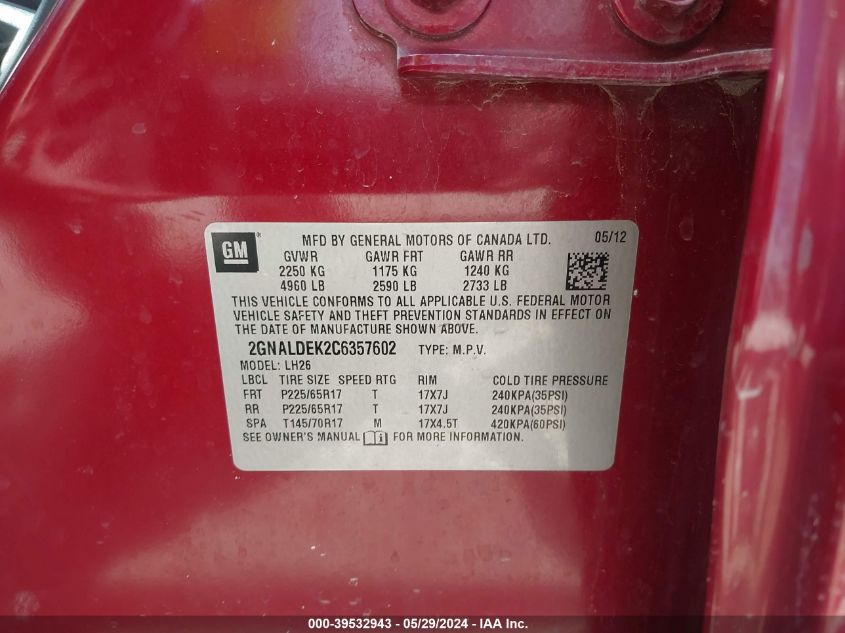 GM® MFD BY GENERAL MOTORS OF CANADA LTD. 05/12
GVWR GAWR FRT GAWR RR
2250 KG 1175 KG 1240 KG
4960 LB 2590 LB 2733 LB
THIS VEHICLE CONFORMS TO ALL APPLICABLE U.S. FEDERAL MOTOR
VEHICLE SAFETY AND THEFT PREVENTION STANDARDS IN EFFECT ON
THE DATE OF MANUFACTURE SHOWN ABOVE.
2GNALDEK2C6357602 TYPE: M.P.V.
MODEL: LH26
LBCL TIRE SIZE SPEED RTG RIM COLD TIRE PRESSURE
FRT P225/65R17 T 17X7J 240KPA(35PSI)
RR P225/65R17 T 17X7J 240KPA(35PSI)
SPA T145/70R17 M 17X4.5T 420KPA(60PSI)
SEE OWNER'S MANUAL i FOR MORE INFORMATION.
000-39532943 - 05/29/2024 - IAA Inc.